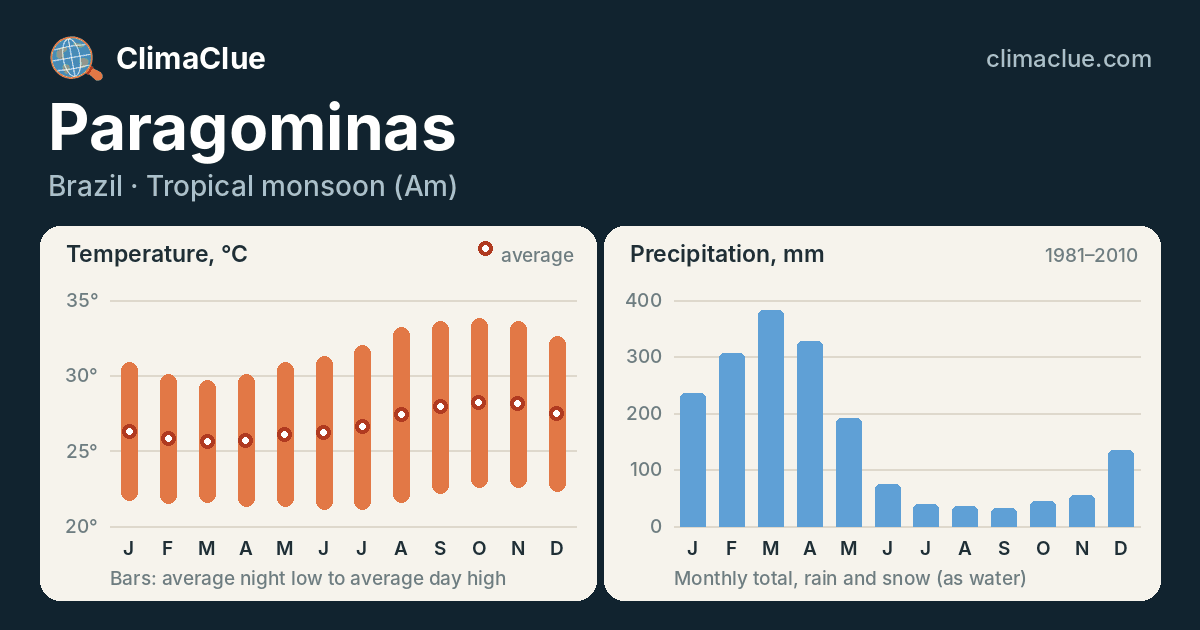 ClimaClue
climaclue.com
Paragominas
Brazil · Tropical monsoon (Am)
Temperature, °C
average
35°
30°
25°
20°
J F M A M J J A S O N D
Bars: average night low to average day high
Precipitation, mm
1981–2010
400
300
200
100
0
J F M A M J J A S O N D
Monthly total, rain and snow (as water)